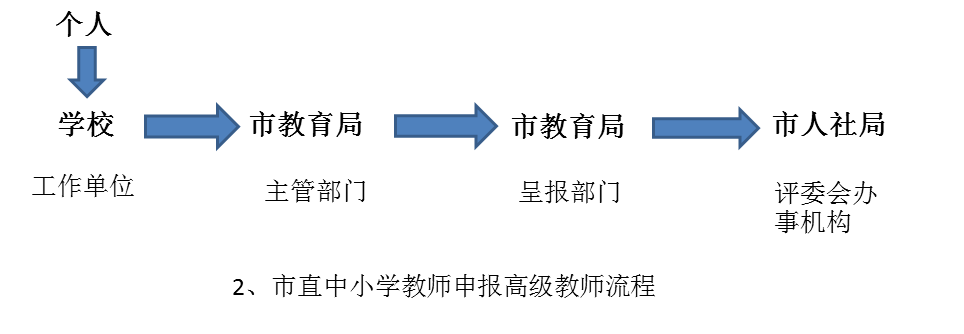 个人
学校
市教育局
市教育局
市人社局
工作单位
主管部门
呈报部门
评委会办
事机构
2、市直中小学教师申报高级教师流程